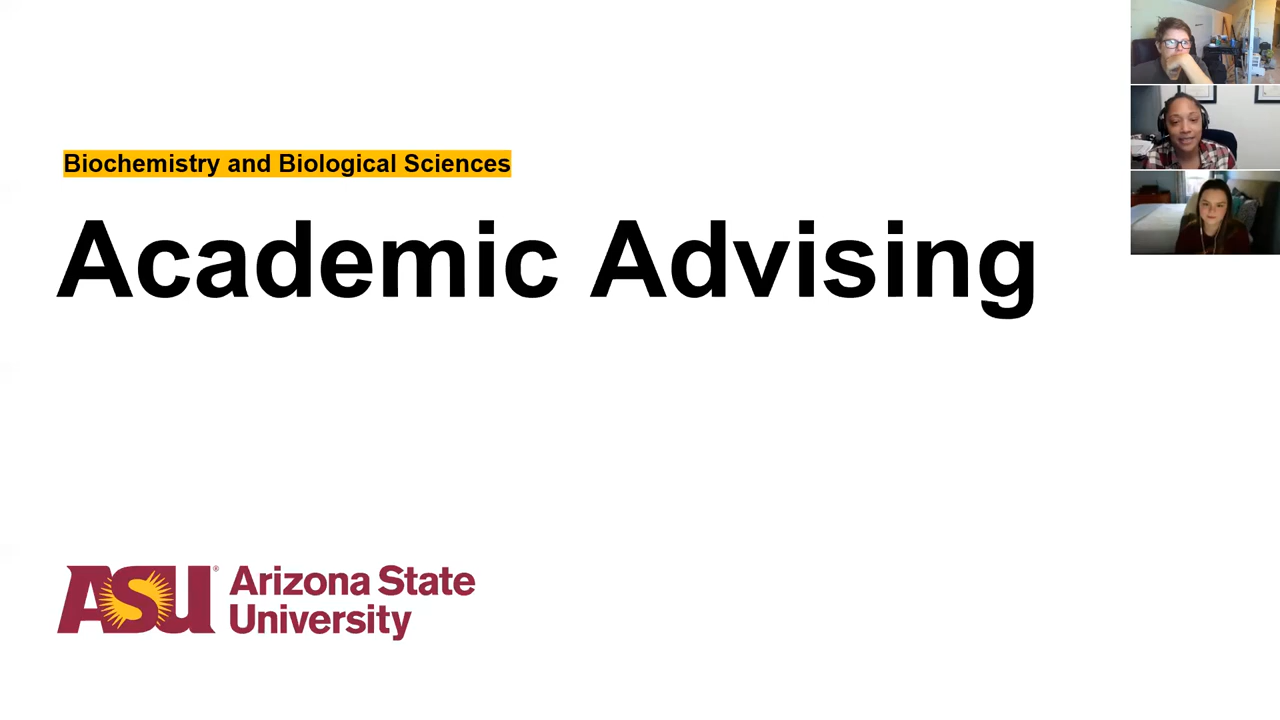 Biochemistry and Biological Sciences
Academic Advising
ASU® Arizona State
University